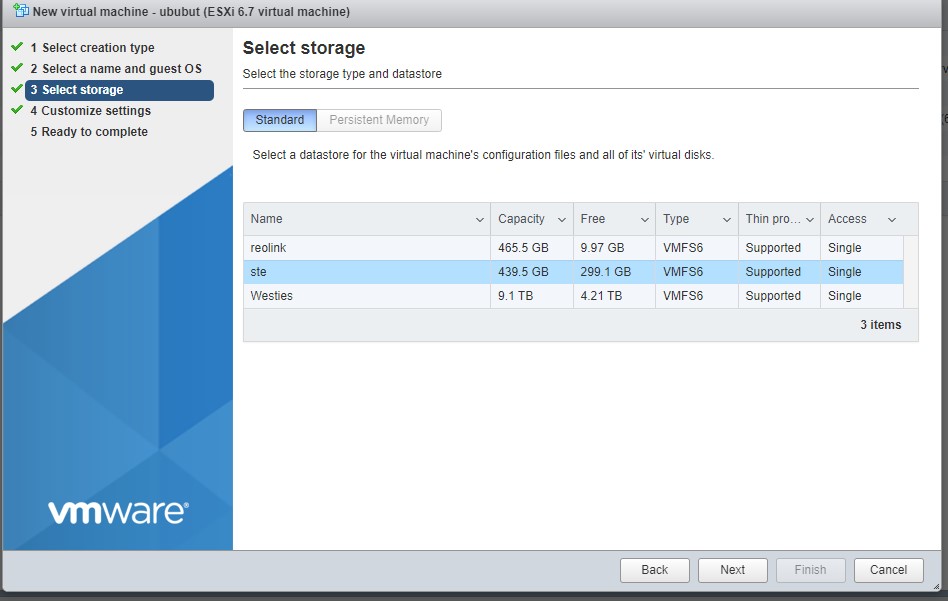 New virtual machine - ububut (ESXi 6.7 virtual machine)
1 Select creation type
2 Select a name and guest OS
3 Select storage
4 Customize settings
5 Ready to complete
vmware®
Select storage
Select the storage type and datastore
Standard Persistent Memory
Select a datastore for the virtual machine's configuration files and all of its' virtual disks.
Name Capacity Free Type Thin pro... Access
reolink 465.5 GB 9.97 GB VMFS6 Supported Single
ste 439.5 GB 299.1 GB VMFS6 Supported Single
Westies 9.1 TB 4.21 TB VMFS6 Supported Single
3 items
Back Next Finish Cancel